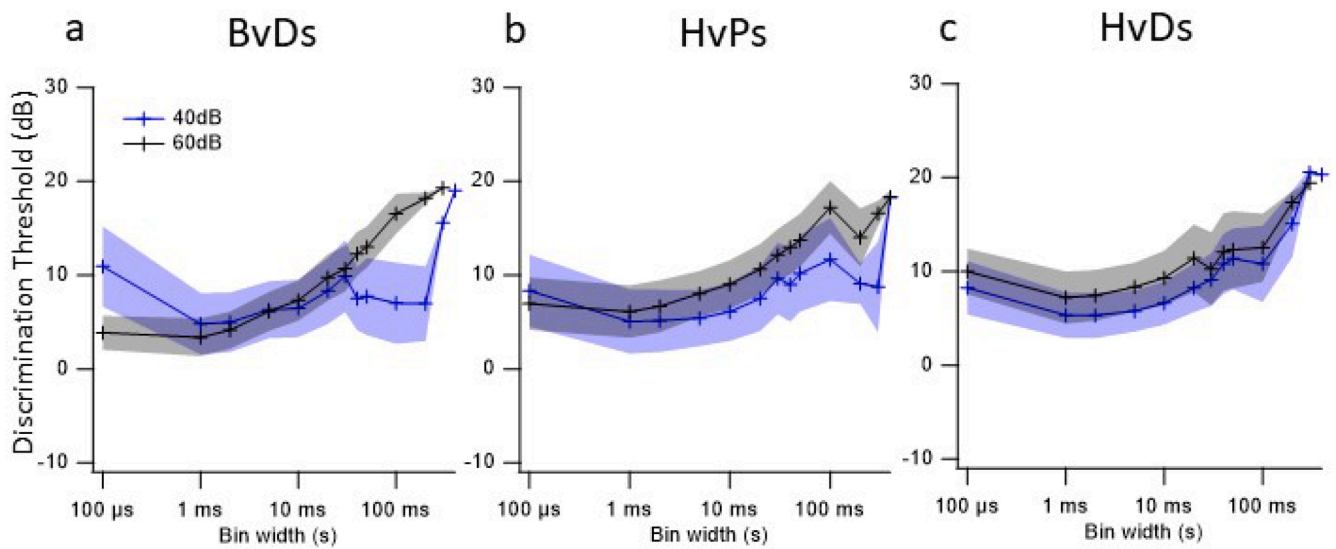 a BvDs
b HvPs
c HvDs
Discrimination Threshold (dB)
30
20
10
0
-10
40dB
60dB
100 µs 1 ms 10 ms 100 ms
Bin width (s)
30
20
10
0
-10
100 µs 1 ms 10 ms 100 ms
Bin width (s)
30
20
10
0
-10
100 µs 1 ms 10 ms 100 ms
Bin width (s)